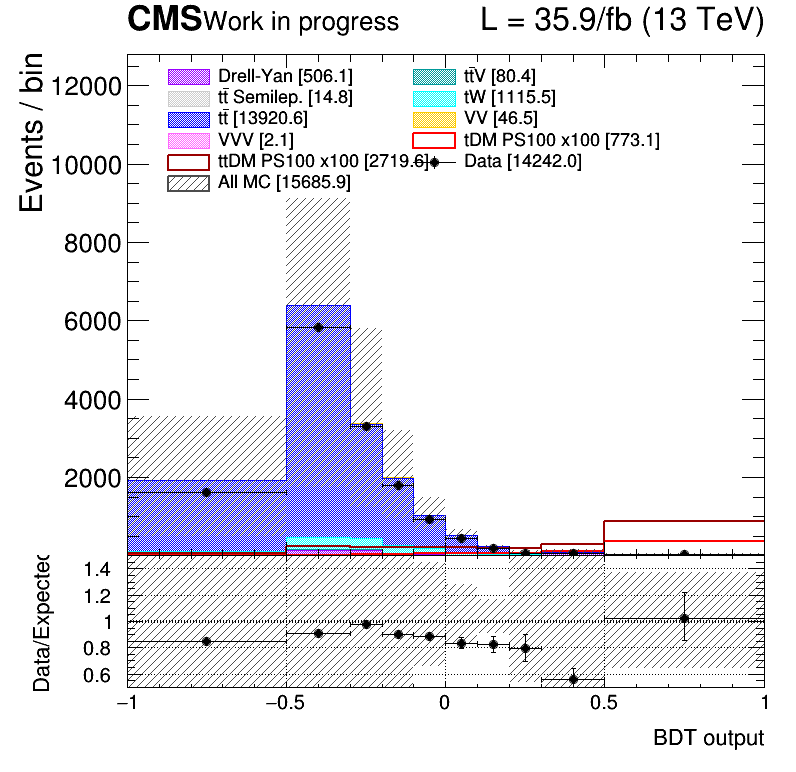 CMS Work in progress L = 35.9/fb (13 TeV)
Events / bin
Drell-Yan [506.1] tt̄V [80.4]
tt̄ Semilep. [14.8] tW [1115.5]
tt̄ [13920.6] VV [46.5]
VVV [2.1] tDM PS100 x100 [773.1]
ttDM PS100 x100 [2719.6] Data [14242.0]
All MC [15685.9]
12000
10000
8000
6000
4000
2000
Data/Expected
1.4
1.2
1
0.8
0.6
−1 −0.5 0 0.5 1
BDT output